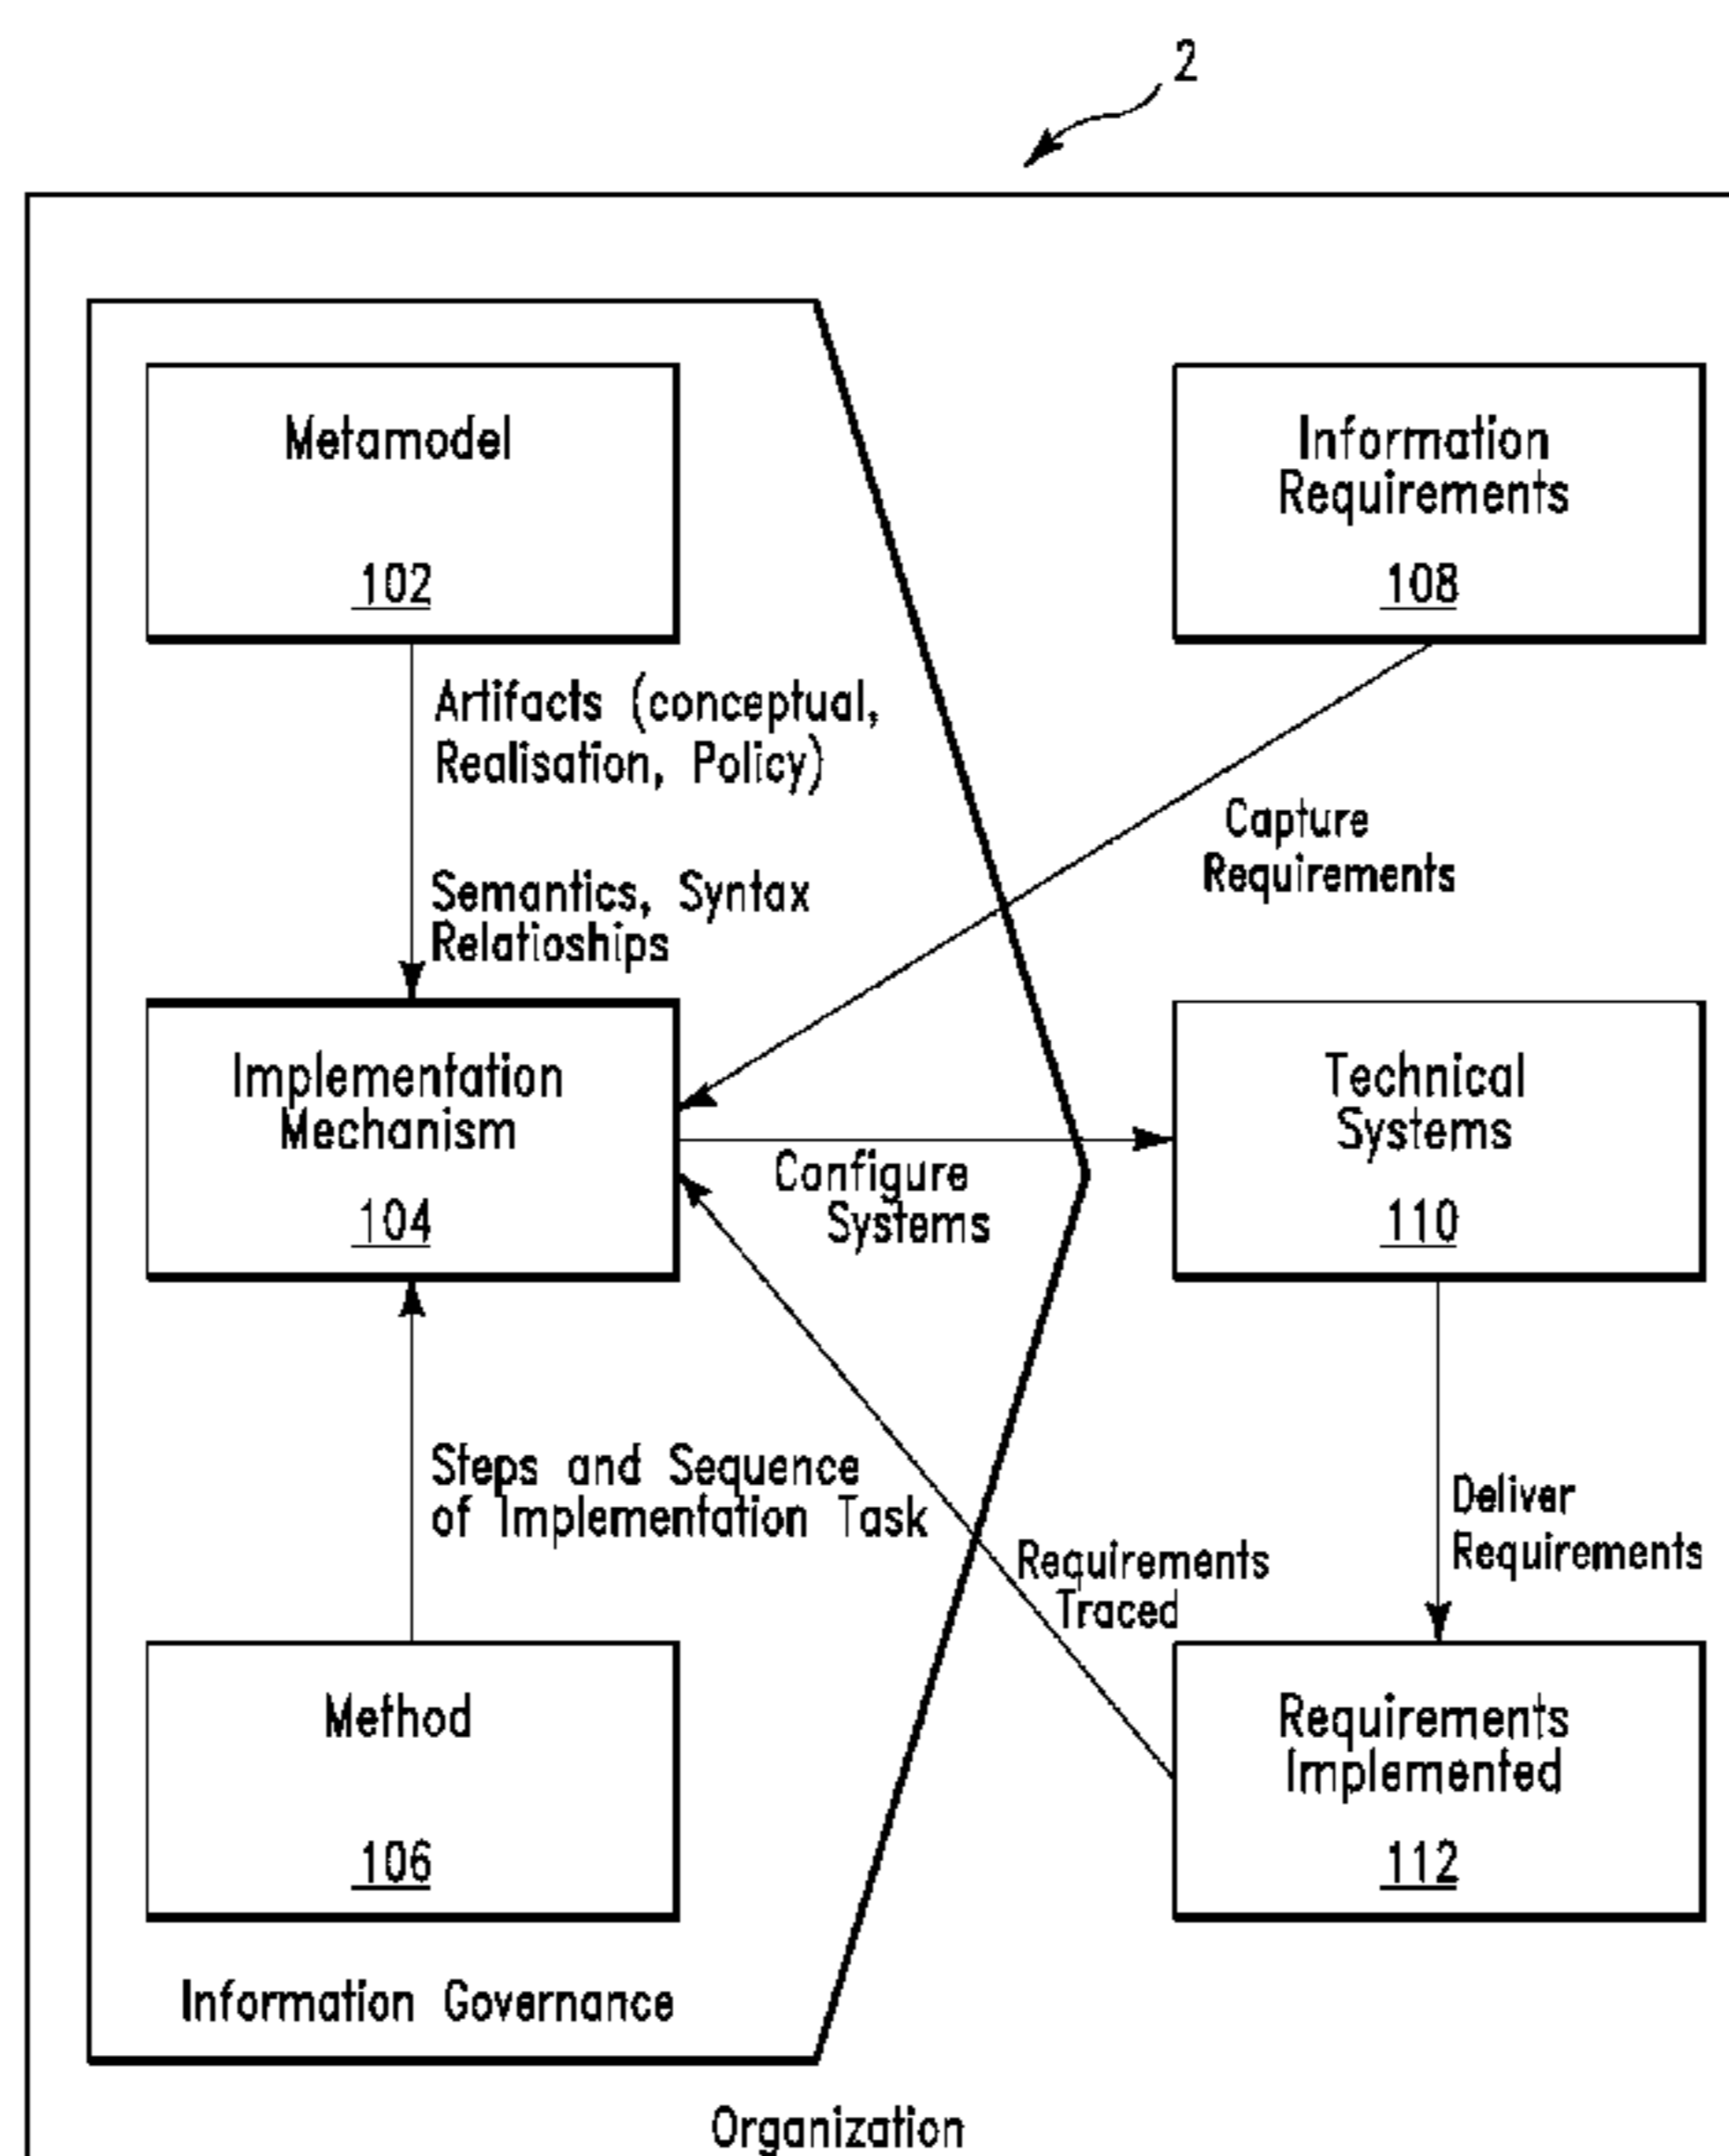 2
Metamodel
102
Artifacts (conceptual,
Realisation, Policy)
Semantics, Syntax
Relatioships
Implementation
Mechanism
104
Steps and Sequence
of Implementation Task
Method
106
Information Governance
Information
Requirements
108
Capture
Requirements
Technical
Systems
110
Configure
Systems
Deliver
Requirements
Requirements
Traced
Requirements
Implemented
112
Organization